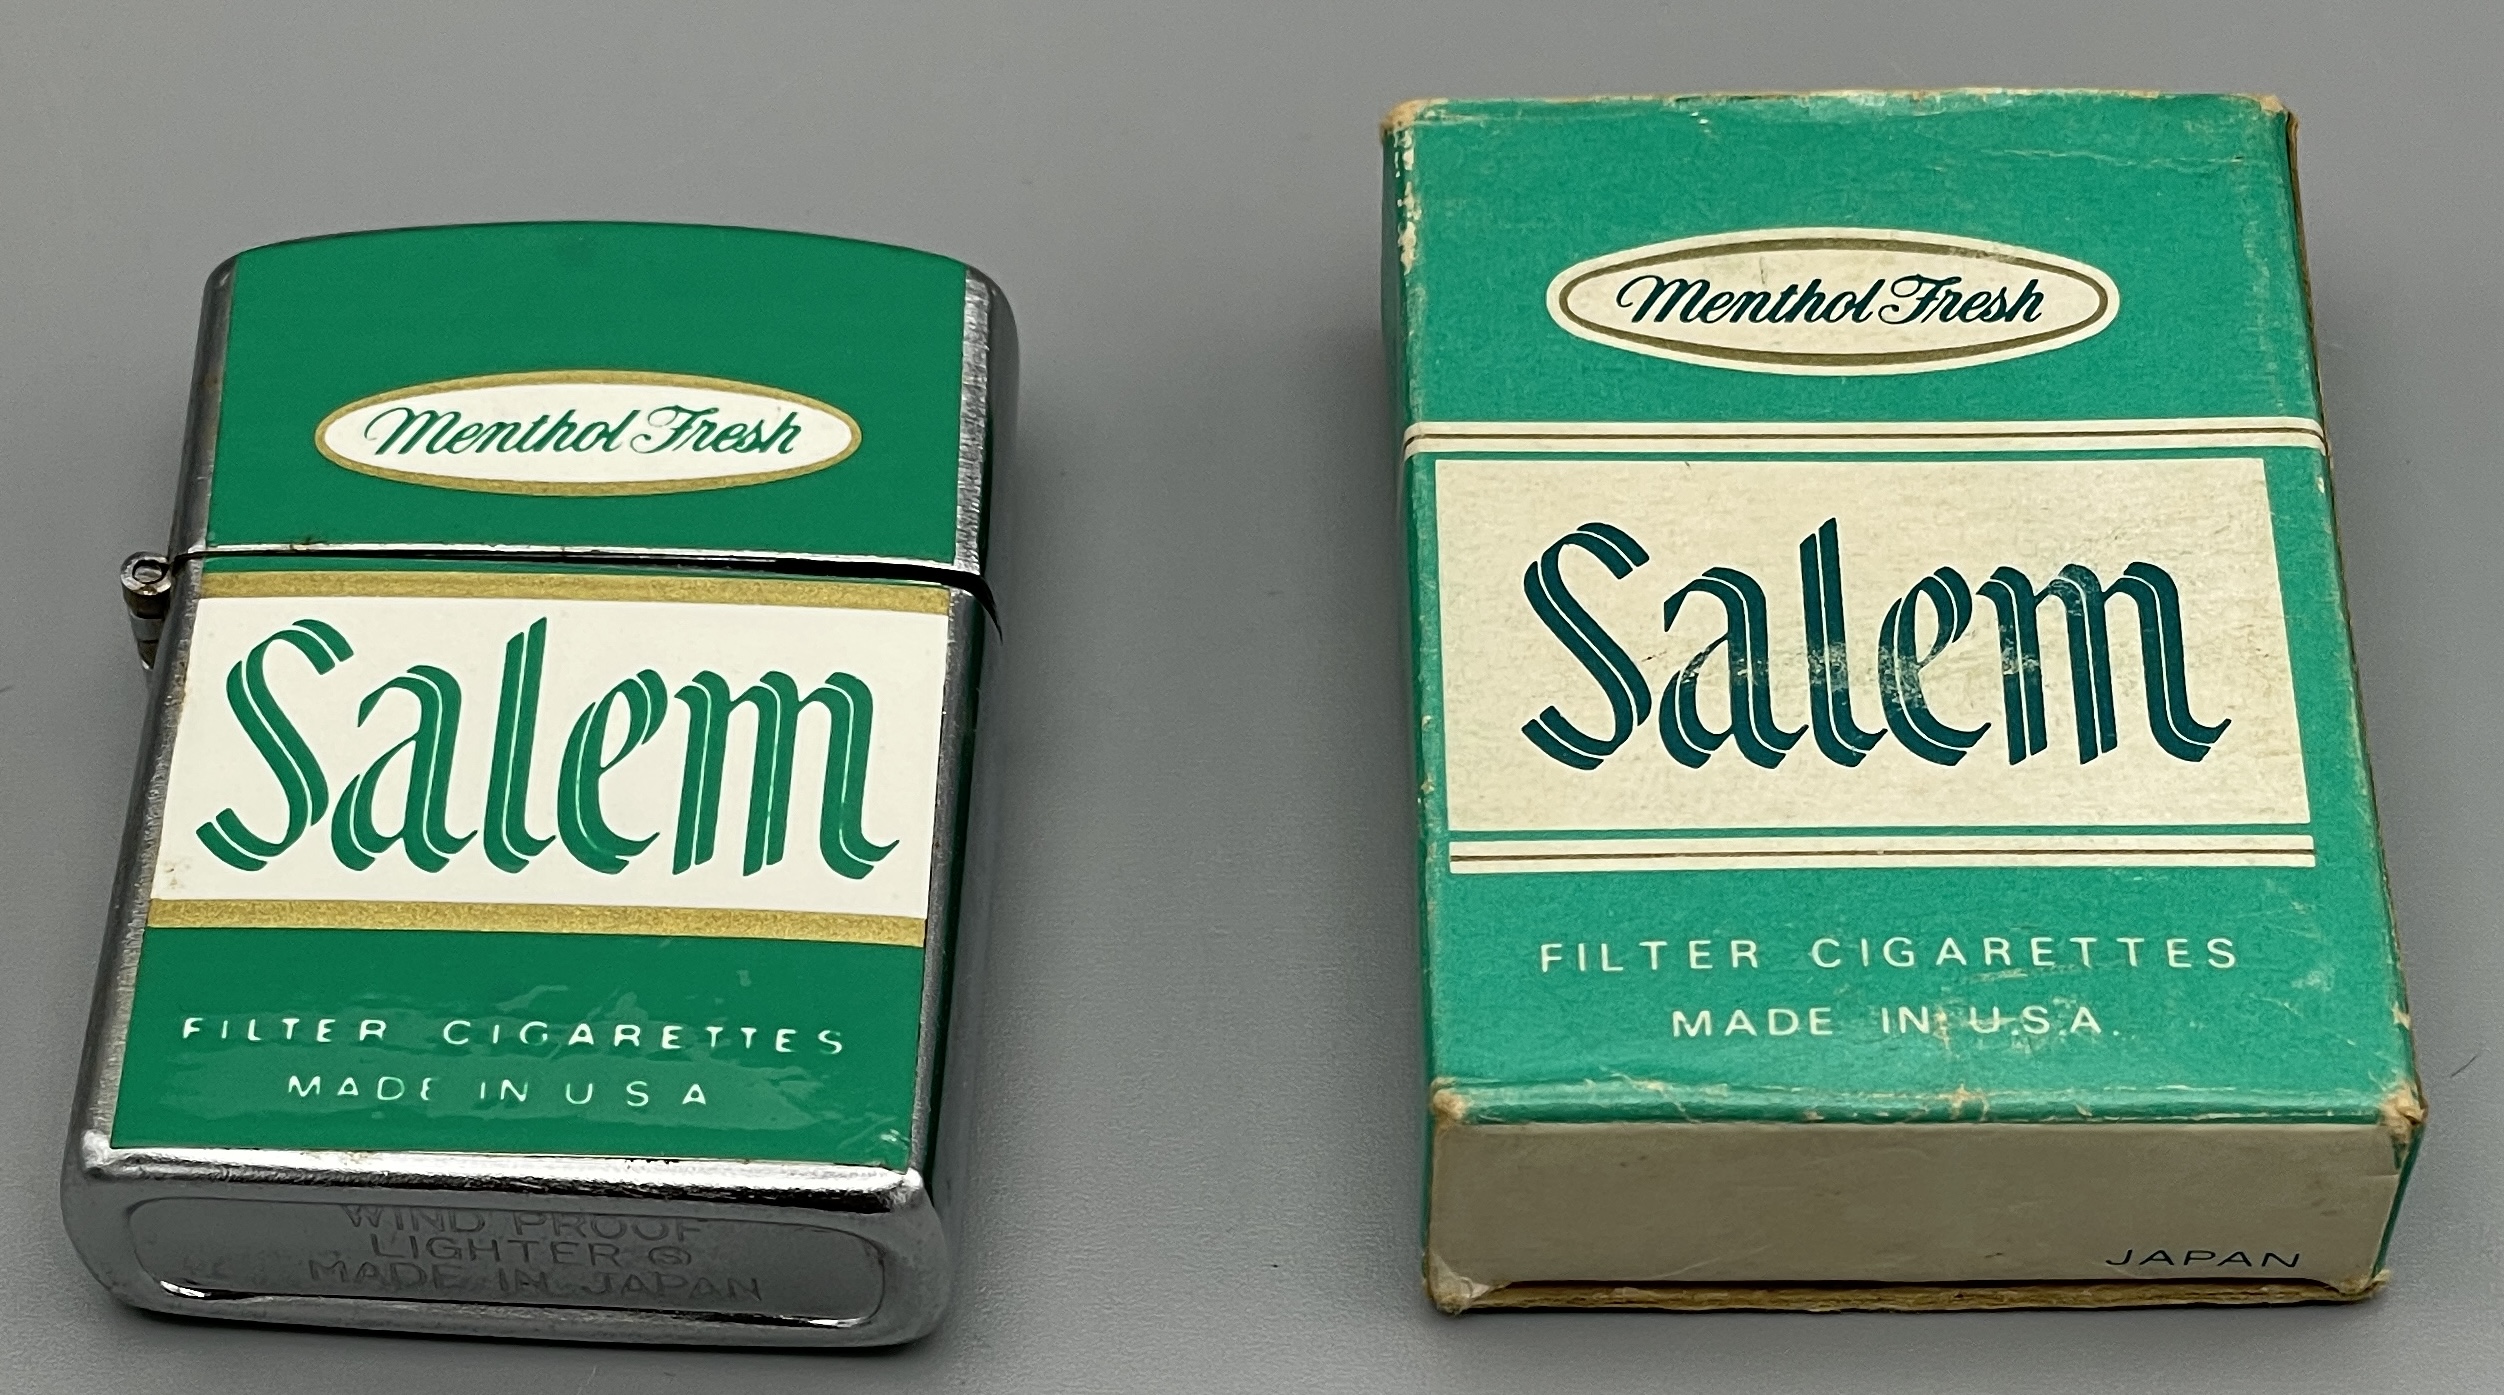 Menthol Fresh
Salem
FILTER CIGARETTES
MADE IN U S A
WIND PROOF
LIGHTER
MADE IN JAPAN
Menthol Fresh
Salem
FILTER CIGARETTES
MADE IN U.S.A.
JAPAN